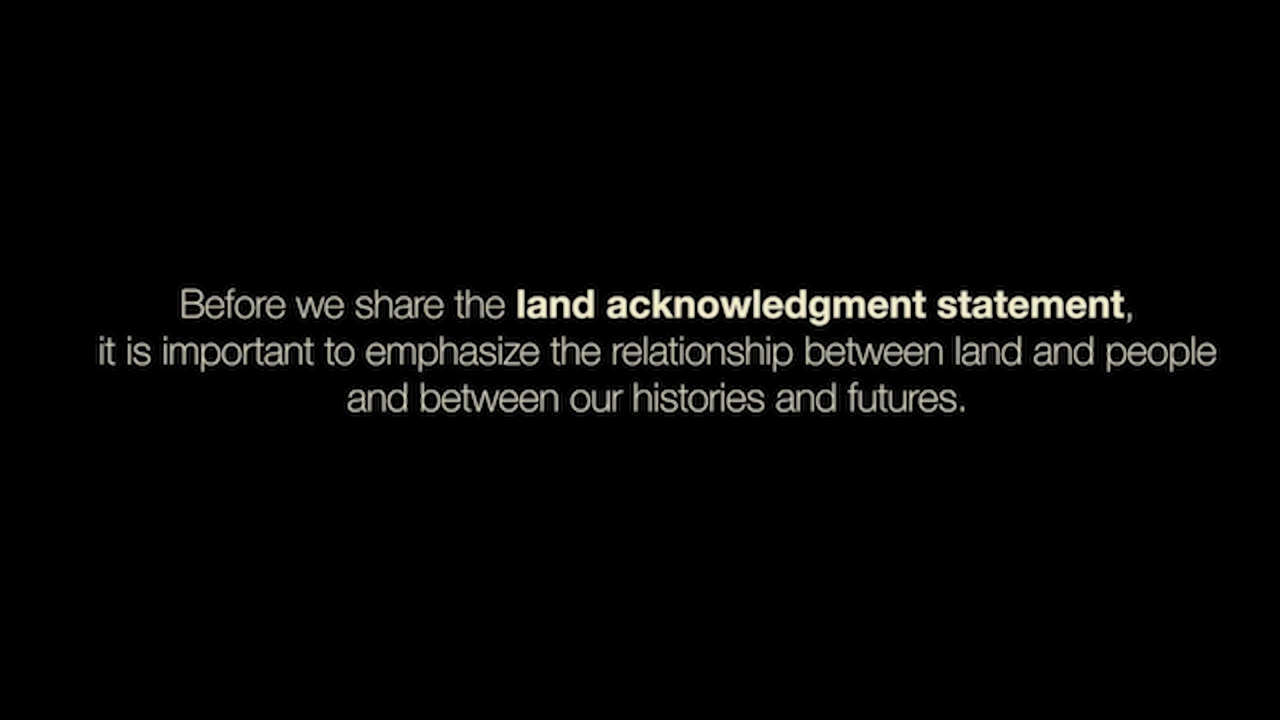 Before we share the land acknowledgment statement,
it is important to emphasize the relationship between land and people
and between our histories and futures.